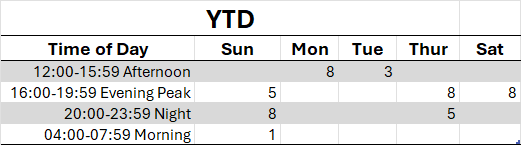 YTD
Time of Day Sun Mon Tue Thur Sat
12:00-15:59 Afternoon 8 3
16:00-19:59 Evening Peak 5 8 8
20:00-23:59 Night 8 5
04:00-07:59 Morning 1